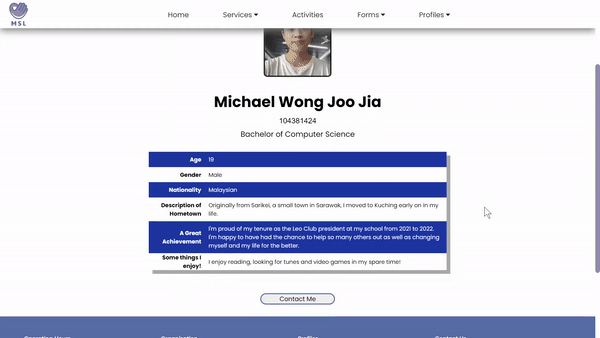 MSL
Home
Services
Activities
Forms
Profiles
Michael Wong Joo Jia
104381424
Bachelor of Computer Science
Age 19
Gender Male
Nationality Malaysian
Description of Originally from Sarikei, a small town in Sarawak, I moved to Kuching early on in my
Hometown life.
A Great I'm proud of my tenure as the Leo Club president at my school from 2021 to 2022.
Achievement I'm happy to have had the chance to help so many others out as well as changing
myself and my life for the better.
Some things I
enjoy! I enjoy reading, looking for tunes and video games in my spare time!
Contact Me